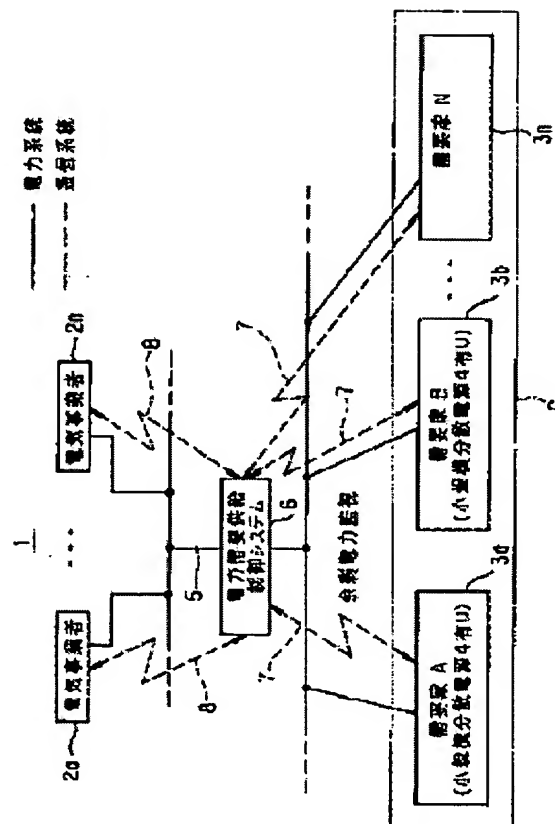 電力系統
通信系統
1
2a
電気事業者
2n
電気事業者
8
8
5
電力需要供給
制御システム
6
7
7
7
余剰電力監視
3a
需要家 A
(小規模分散電源4有り)
3b
需要家 B
(小規模分散電源4有り)
3n
需要家 N